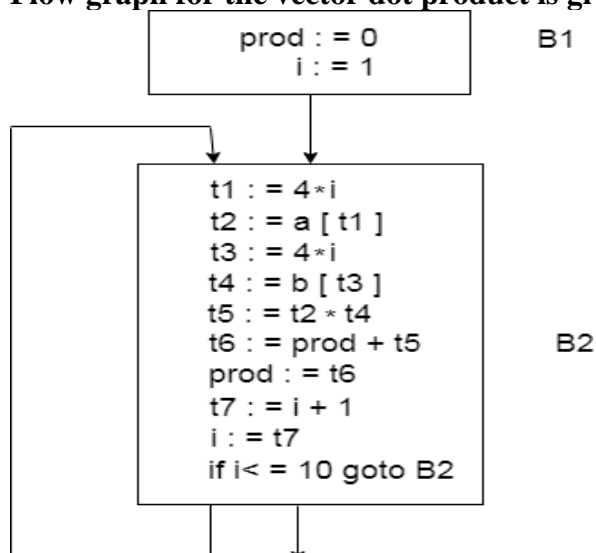 Flow graph for the vector dot product is
prod : = 0
B1
i : = 1
t1 : = 4*i
t2 : = a [ t1 ]
t3 : = 4*i
t4 : = b [ t3 ]
t5 : = t2 * t4
t6 : = prod + t5
B2
prod : = t6
t7 : = i + 1
i : = t7
if i< = 10 goto B2